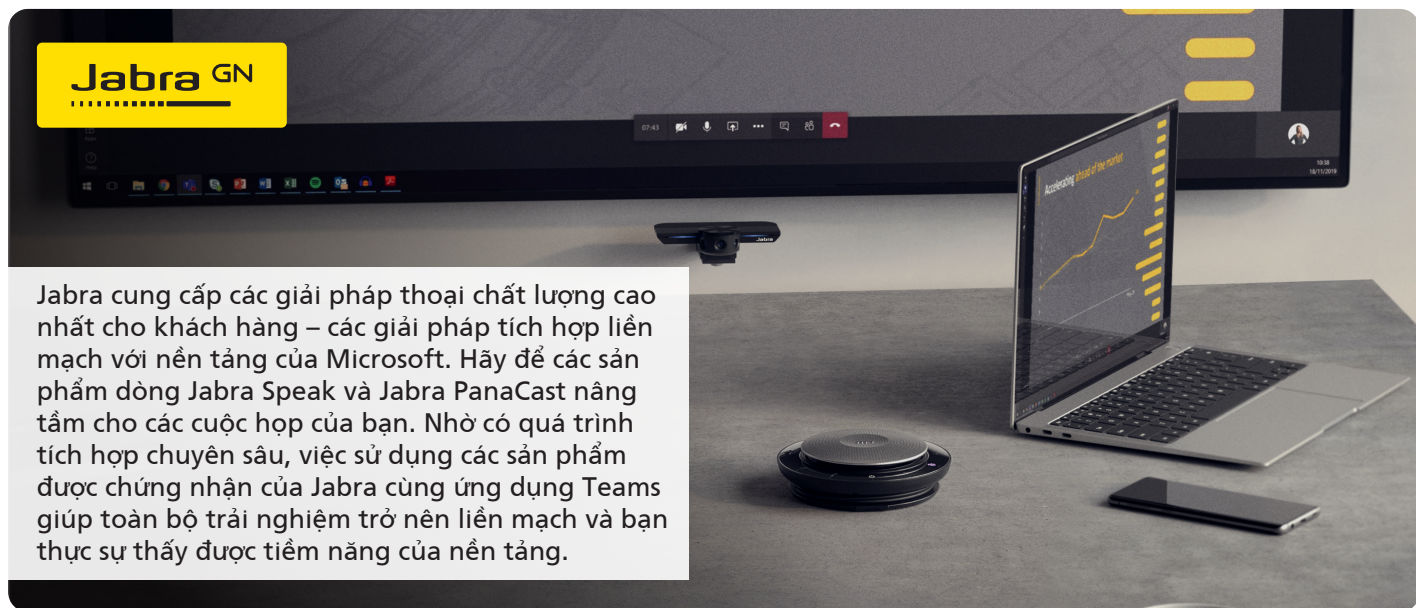 Jabra GN
07:43
10:38
18/11/2019
Accelerating ahead of the market
Jabra
Jabra cung cấp các giải pháp thoại chất lượng cao
nhất cho khách hàng – các giải pháp tích hợp liền
mạch với nền tảng của Microsoft. Hãy để các sản
phẩm dòng Jabra Speak và Jabra PanaCast nâng
tầm cho các cuộc họp của bạn. Nhờ có quá trình
tích hợp chuyên sâu, việc sử dụng các sản phẩm
được chứng nhận của Jabra cùng ứng dụng Teams
giúp toàn bộ trải nghiệm trở nên liền mạch và bạn
thực sự thấy được tiềm năng của nền tảng.